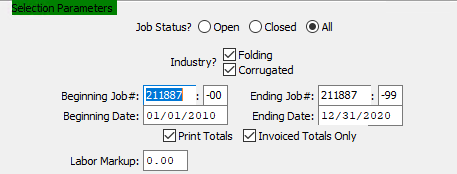 Selection Parameters
Job Status? Open Closed All
Industry? Folding
Corrugated
Beginning Job#: 211887 : -00 Ending Job#: 211887 : -99
Beginning Date: 01/01/2010 Ending Date: 12/31/2020
Print Totals Invoiced Totals Only
Labor Markup: 0.00